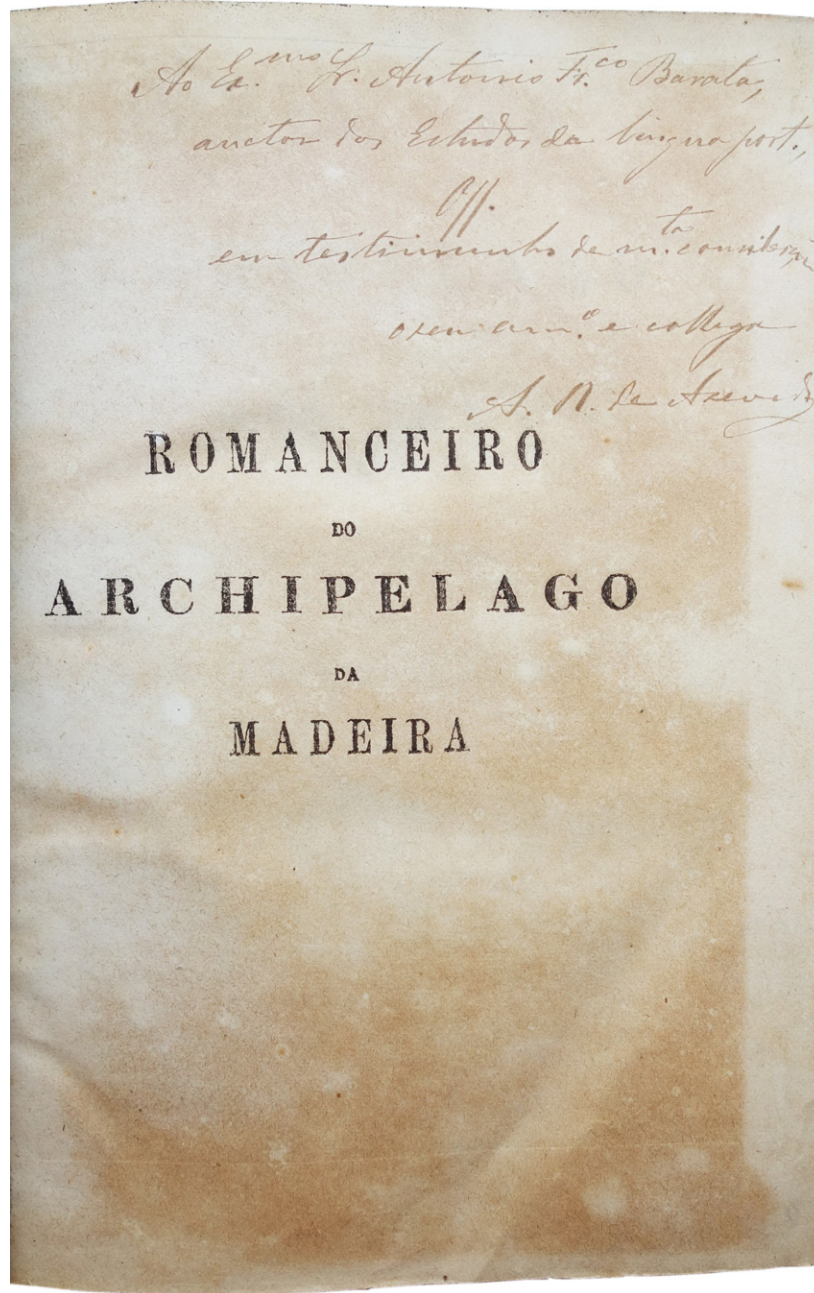 Ao Ex.mo Sr. Antonio Fr.co Barata,
auctor dos Estudos da lingua port.,
Off.
em testimunho de m.ta consideração
o seu am.o e collega
A. R. de Azevedo
ROMANCEIRO
DO
ARCHIPELAGO
DA
MADEIRA